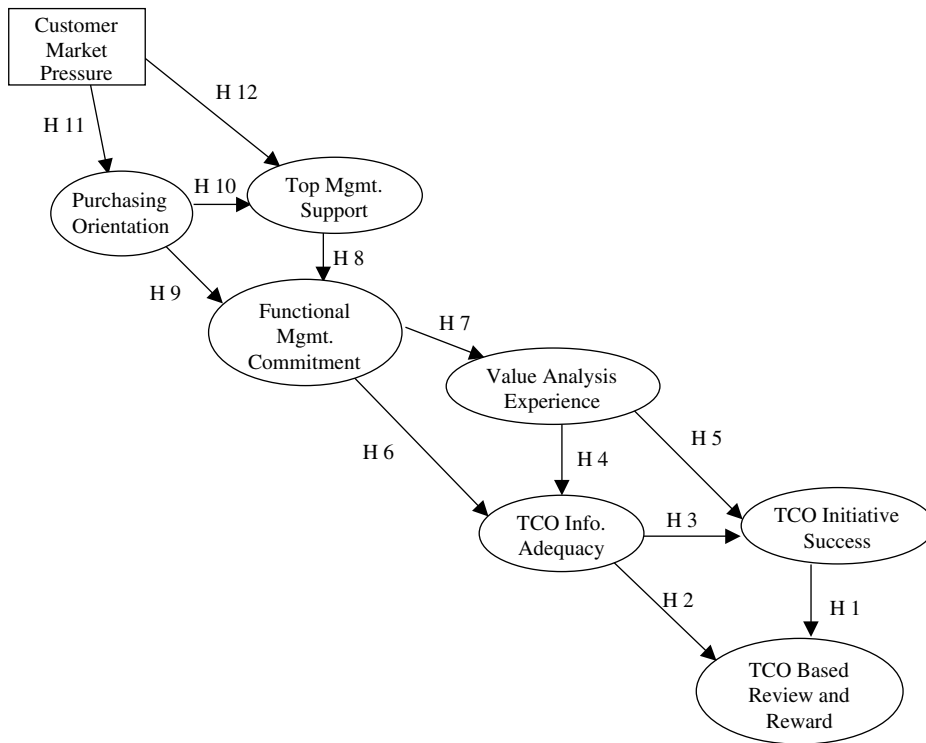 Customer
Market
Pressure
H 12
H 11
H 10
Top Mgmt.
Support
Purchasing
Orientation
H 8
H 9
Functional
Mgmt.
Commitment
H 7
Value Analysis
Experience
H 6
H 4
H 5
TCO Info.
Adequacy
H 3
TCO Initiative
Success
H 2
H 1
TCO Based
Review and
Reward